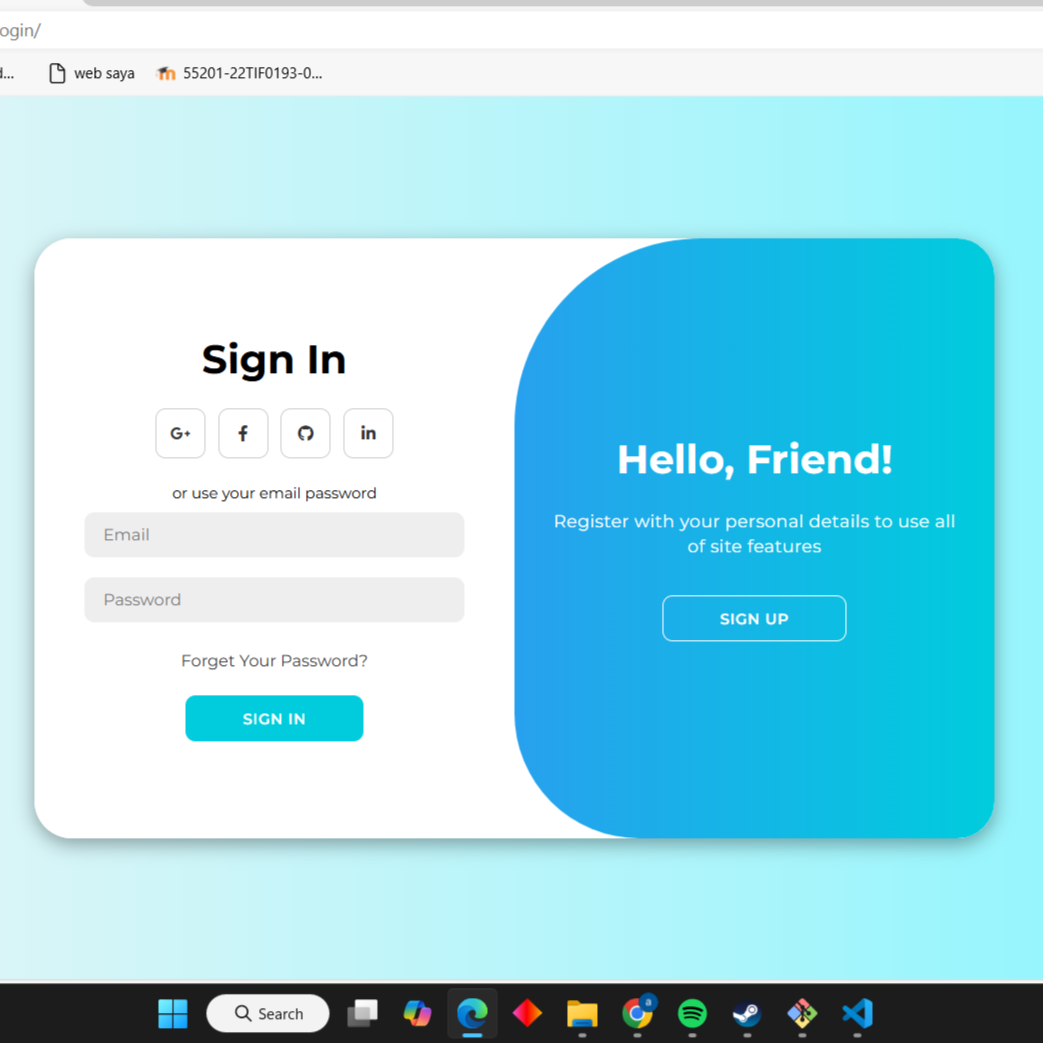 ogin/
d...
web saya
55201-22TIF0193-0...
Sign In
G+
f
in
or use your email password
Email
Password
Forget Your Password?
SIGN IN
Hello, Friend!
Register with your personal details to use all
of site features
SIGN UP
Search
a